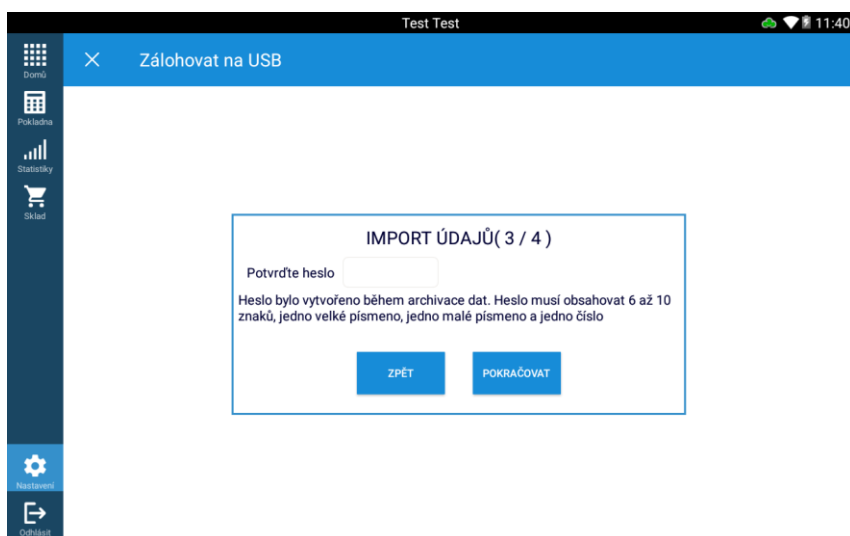 Test Test
11:40
Domů
Zálohovat na USB
Pokladna
Statistiky
Sklad
IMPORT ÚDAJŮ( 3 / 4 )
Potvrďte heslo
Heslo bylo vytvořeno během archivace dat. Heslo musí obsahovat 6 až 10
znaků, jedno velké písmeno, jedno malé písmeno a jedno číslo
ZPĚT POKRAČOVAT
Nastavení
Odhlásit